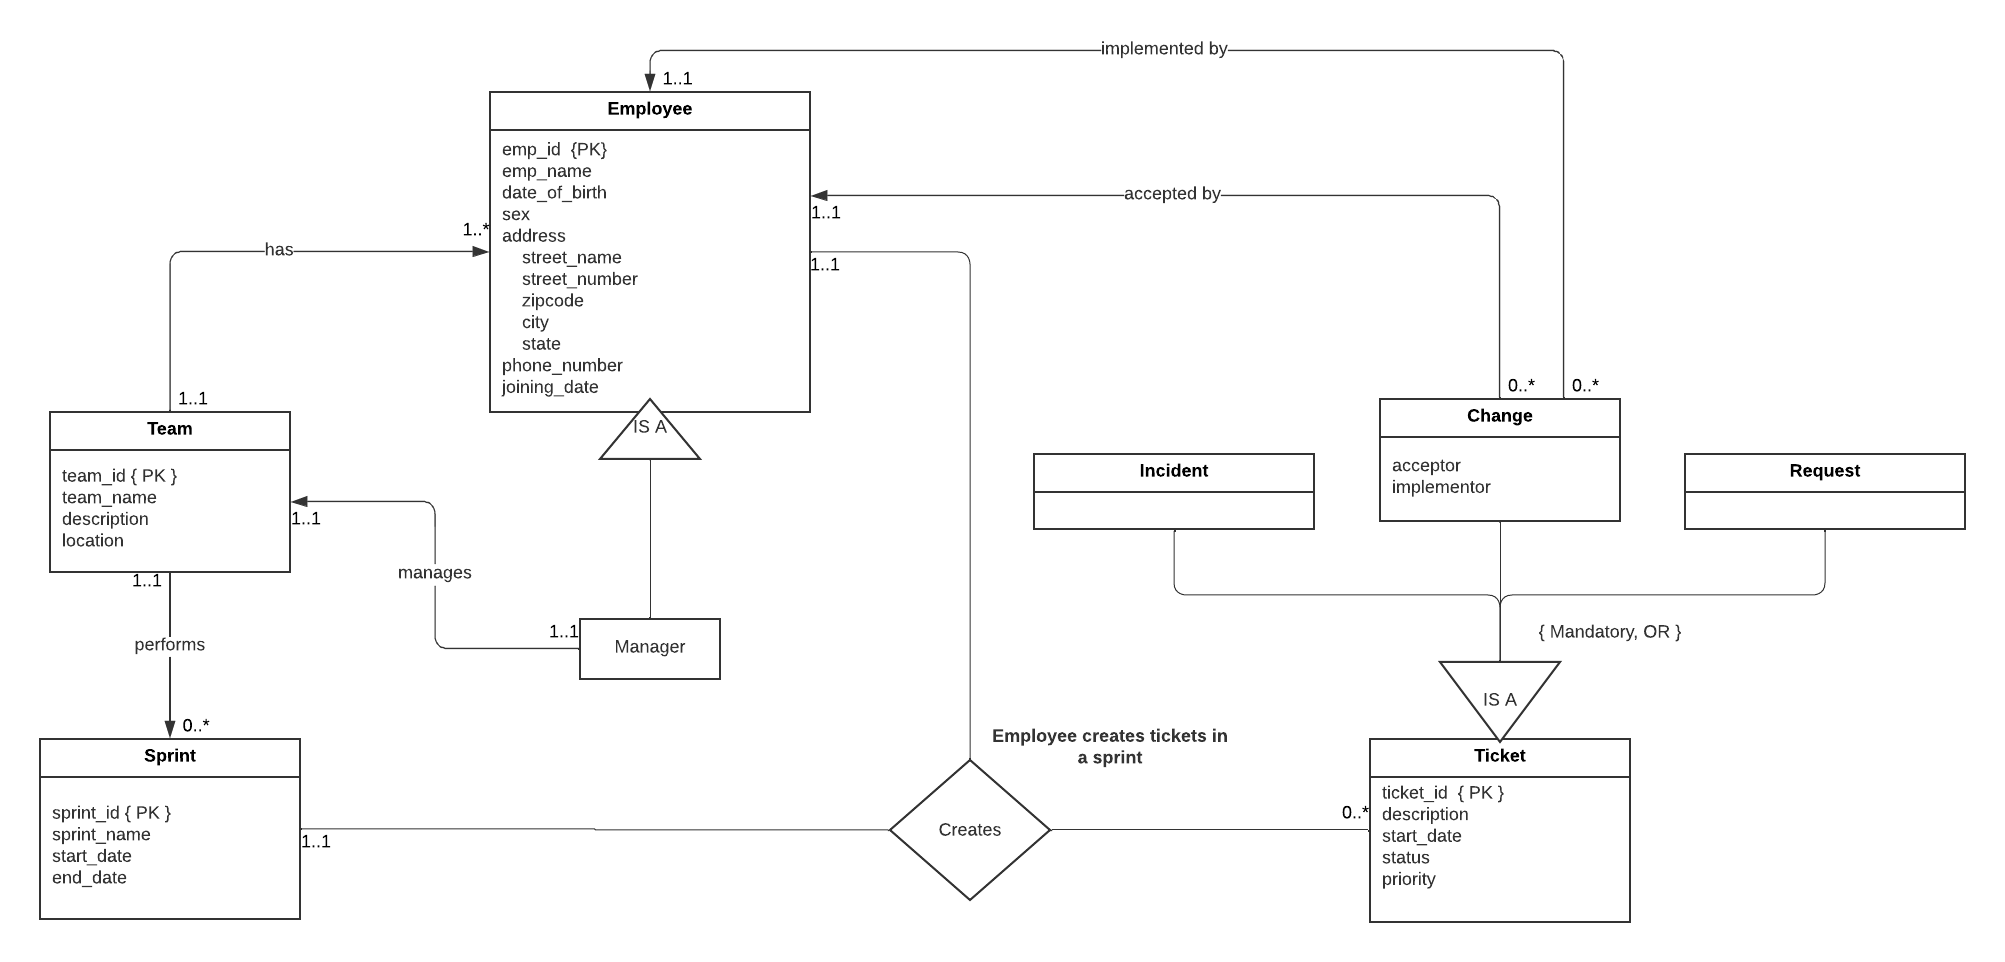 implemented by
1..1
Employee
emp_id  {PK}
emp_name
date_of_birth
sex
address
street_name
street_number
zipcode
city
state
phone_number
joining_date
accepted by
1..1
1..*
has
1..1
1..1
0..*
0..*
Team
team_id { PK }
team_name
description
location
IS A
Change
acceptor
implementor
Incident
Request
1..1
manages
1..1
Manager
1..1
performs
0..*
{ Mandatory, OR }
IS A
Sprint
sprint_id { PK }
sprint_name
start_date
end_date
1..1
Employee creates tickets in
a sprint
Creates
0..*
Ticket
ticket_id  { PK }
description
start_date
status
priority